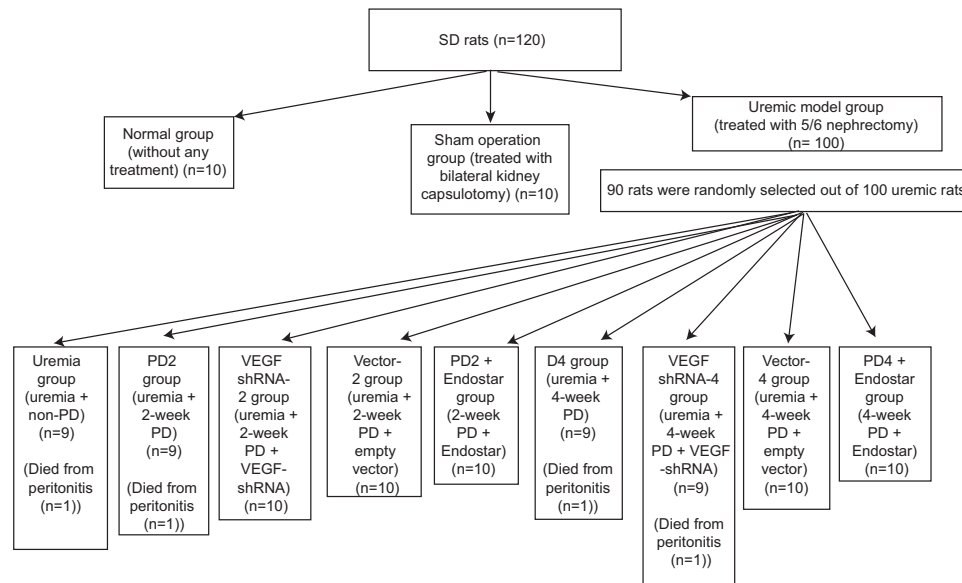 SD rats (n=120)
Normal group
(without any
treatment) (n=10)
Sham operation
group (treated with
bilateral kidney
capsulotomy) (n=10)
Uremic model group
(treated with 5/6 nephrectomy)
(n= 100)
90 rats were randomly selected out of 100 uremic rats
Uremia
group
(uremia +
non-PD)
(n=9)
(Died from
peritonitis
(n=1))
PD2
group
(uremia +
2-week
PD)
(n=9)
(Died from
peritonitis
(n=1))
VEGF
shRNA-
2 group
(uremia +
2-week
PD +
VEGF-
shRNA)
(n=10)
Vector-
2 group
(uremia +
2-week
PD +
empty
vector)
(n=10)
PD2 +
Endostar
group
(2-week
PD +
Endostar)
(n=10)
D4 group
(uremia +
4-week
PD)
(n=9)
(Died from
peritonitis
(n=1))
VEGF
shRNA-4
group
(uremia +
4-week
PD + VEGF
-shRNA)
(n=9)
(Died from
peritonitis
(n=1))
Vector-
4 group
(uremia +
4-week
PD +
empty
vector)
(n=10)
PD4 +
Endostar
group
(4-week
PD +
Endostar)
(n=10)